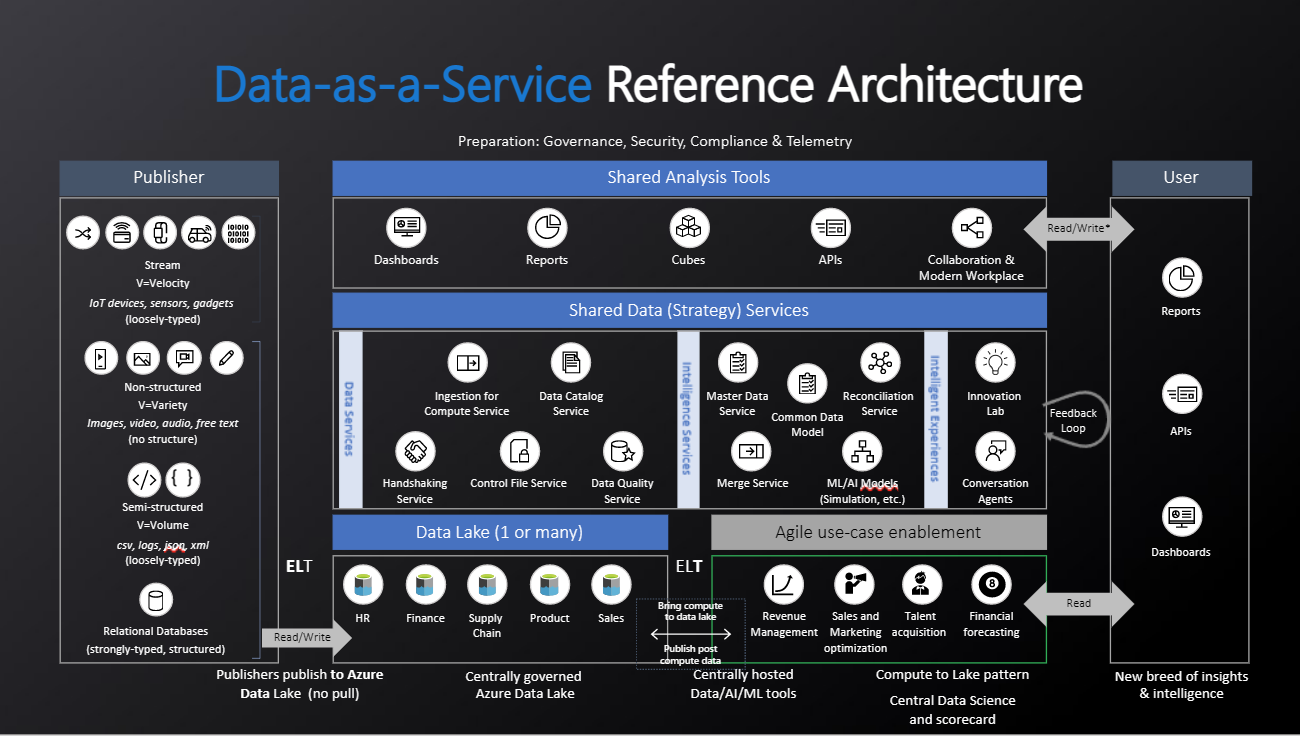 Data-as-a-Service Reference Architecture
Preparation: Governance, Security, Compliance & Telemetry
Publisher
Stream
V=Velocity
IoT devices, sensors, gadgets
(loosely-typed)
Non-structured
V=Variety
Images, video, audio, free text
(no structure)
Semi-structured
V=Volume
csv, logs, json, xml
(loosely-typed)
Relational Databases
(strongly-typed, structured)
Read/Write
Publishers publish to Azure
Data Lake (no pull)
ELT
Shared Analysis Tools
Dashboards
Reports
Cubes
APIs
Collaboration &
Modern Workplace
Read/Write*
Shared Data (Strategy) Services
Data Services
Ingestion for
Compute Service
Data Catalog
Service
Handshaking
Service
Control File Service
Data Quality
Service
Intelligence Services
Master Data
Service
Common Data
Model
Reconciliation
Service
Merge Service
ML/AI Models
(Simulation, etc.)
Intelligent Experiences
Innovation
Lab
Conversation
Agents
Feedback
Loop
Data Lake (1 or many)
HR
Finance
Supply
Chain
Product
Sales
Centrally governed
Azure Data Lake
ELT
Bring compute
to data lake
Publish post
compute data
Centrally hosted
Data/AI/ML tools
Agile use-case enablement
Revenue
Management
Sales and
Marketing
optimization
Talent
acquisition
8
Financial
forecasting
Read
Compute to Lake pattern
Central Data Science
and scorecard
User
Reports
APIs
Dashboards
New breed of insights
& intelligence